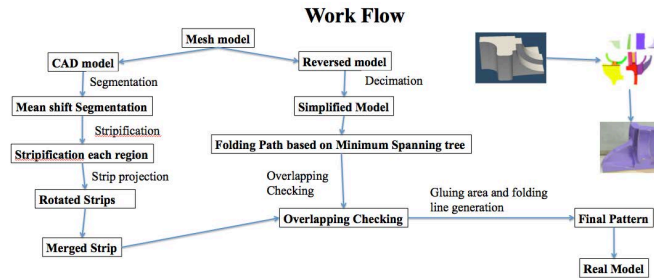 Work Flow
Mesh model
CAD model
Reversed model
Segmentation
Decimation
Mean shift Segmentation
Simplified Model
Stripification
Stripification each region
Folding Path based on Minimum Spanning tree
Strip projection
Overlapping
Checking
Rotated Strips
Gluing area and folding
line generation
Merged Strip
Overlapping Checking
Final Pattern
Real Model